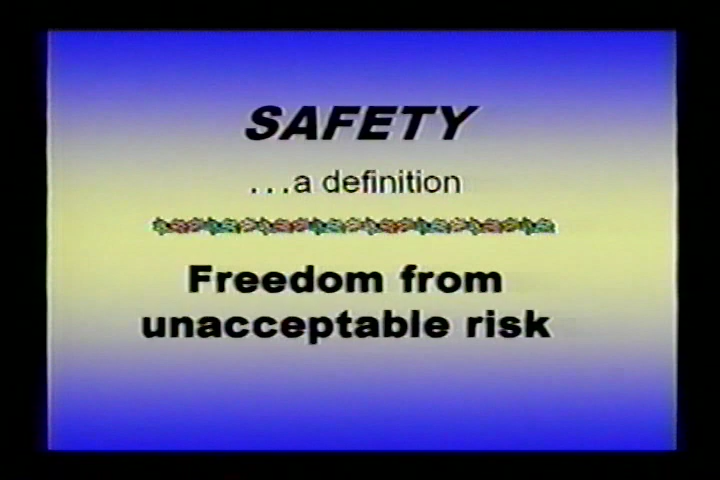 SAFETY
...a definition
Freedom from
unacceptable risk